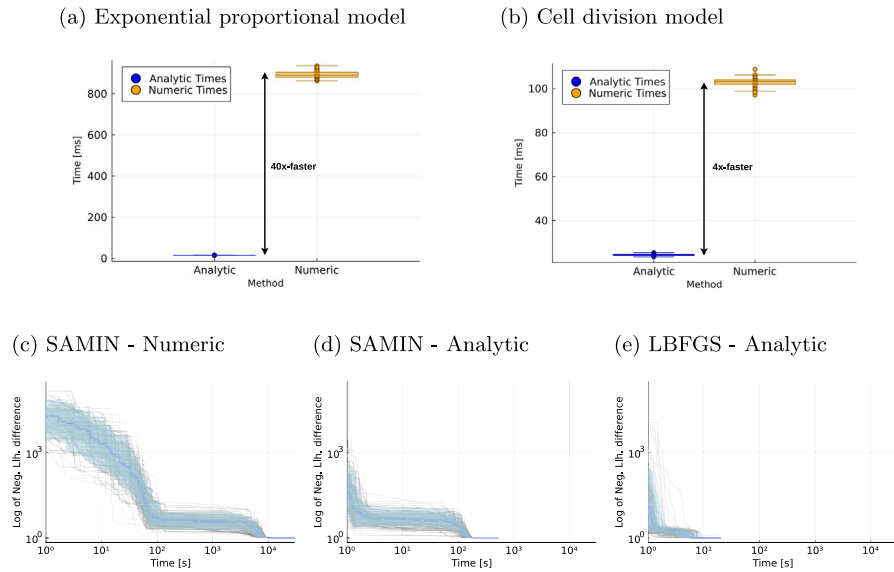 (a) Exponential proportional model
Analytic Times
Numeric Times
Time [ms]
800
600
400
200
0
40x-faster
Analytic
Numeric
Method
(b) Cell division model
Analytic Times
Numeric Times
Time [ms]
100
80
60
40
4x-faster
Analytic
Numeric
Method
(c) SAMIN - Numeric
Log of Neg. Llh. difference
10³
10⁰
10⁰ 10¹ 10² 10³ 10⁴
Time [s]
(d) SAMIN - Analytic
Log of Neg. Llh. difference
10³
10⁰
10⁰ 10¹ 10² 10³ 10⁴
Time [s]
(e) LBFGS - Analytic
Log of Neg. Llh. difference
10³
10⁰
10⁰ 10¹ 10² 10³ 10⁴
Time [s]